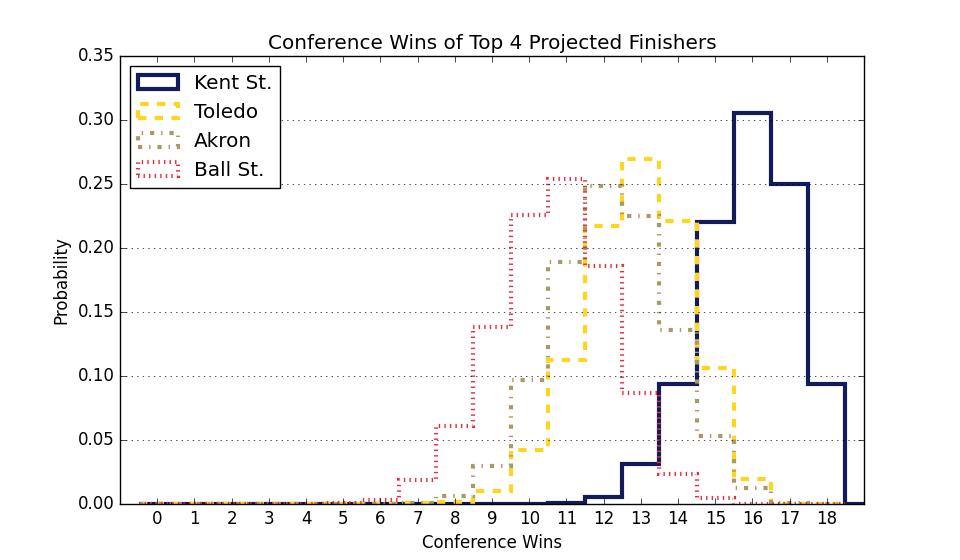 Conference Wins of Top 4 Projected Finishers
0.35
0.30
0.25
0.20
0.15
0.10
0.05
0.00
Probability
Kent St.
Toledo
Akron
Ball St.
0 1 2 3 4 5 6 7 8 9 10 11 12 13 14 15 16 17 18
Conference Wins